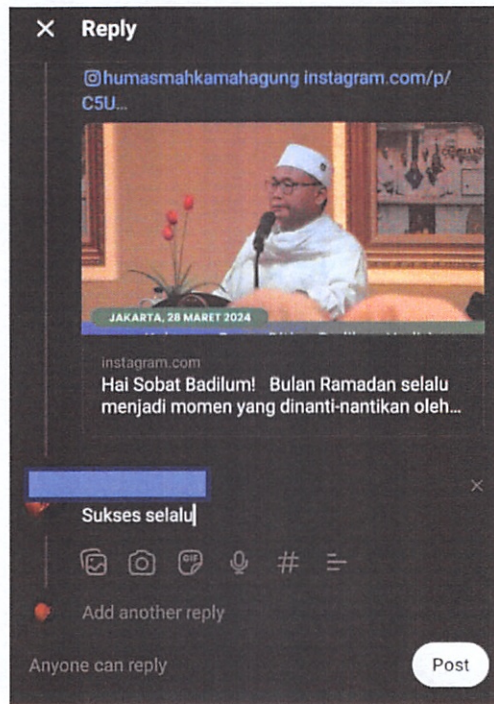 Reply
@humasmahkamahagung instagram.com/p/
C5U...
JAKARTA, 28 MARET 2024
instagram.com
Hai Sobat Badilum! Bulan Ramadan selalu
menjadi momen yang dinanti-nantikan oleh...
Sukses selalu
GIF
Add another reply
Anyone can reply
Post